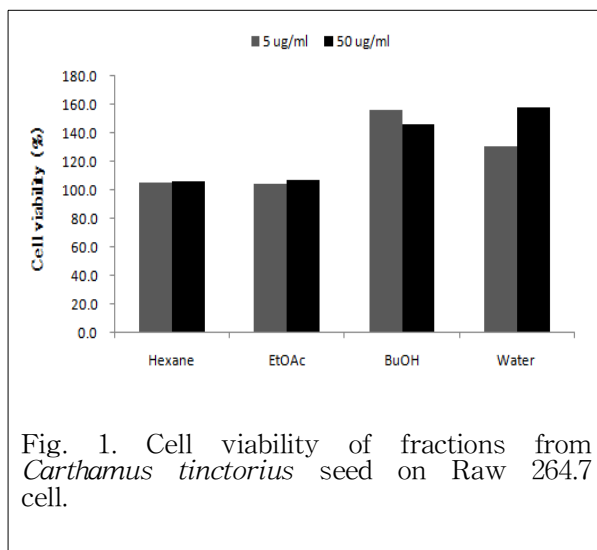 5 ug/ml 50 ug/ml
180.0
160.0
140.0
120.0
100.0
80.0
60.0
40.0
20.0
0.0
Cell viability (%)
Hexane EtOAc BuOH Water
Fig. 1. Cell viability of fractions from
Carthamus tinctorius seed on Raw 264.7
cell.